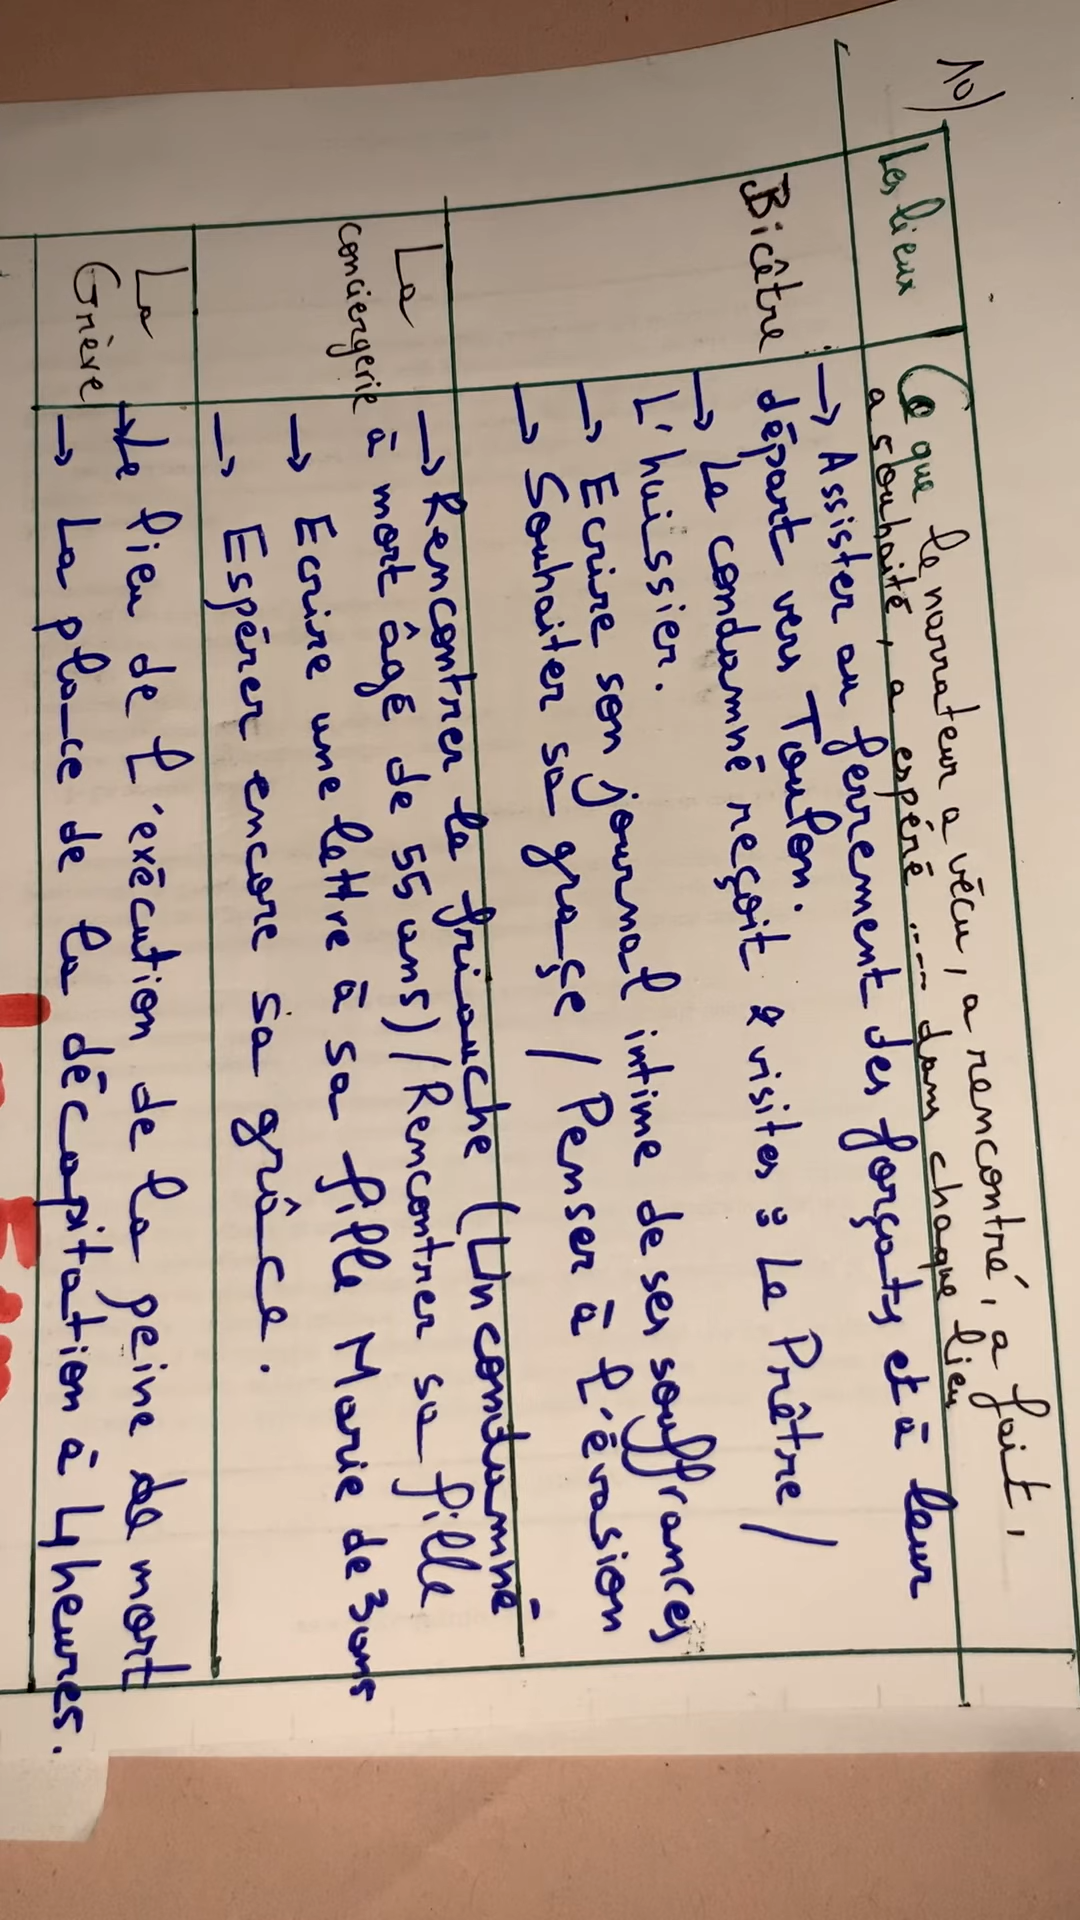 10)
Les lieux
Ce que le narrateur a vécu, a rencontré, a fait,
a souhaité, a espéré .... dans chaque lieu
Bicêtre :
→ Assister au ferrement des forçats et à leur
départ vers Toulon.
→ Le condamné reçoit 2 visites : Le Prêtre /
L'huissier.
→ Ecrire son journal intime de ses souffrances
→ Souhaiter sa graçe / Penser à l'évasion
La
conciergerie
→ Rencontrer le friauche (Un condamné
à mort âgé de 55 ans) / Rencontrer sa fille
→ Ecrire une lettre à sa fille Marie de 3 ans
→ Espérer encore sa grâce.
La
Grève
→ Le lieu de l'exécution de la peine de mort
→ La place de la décapitation à 4 heures.